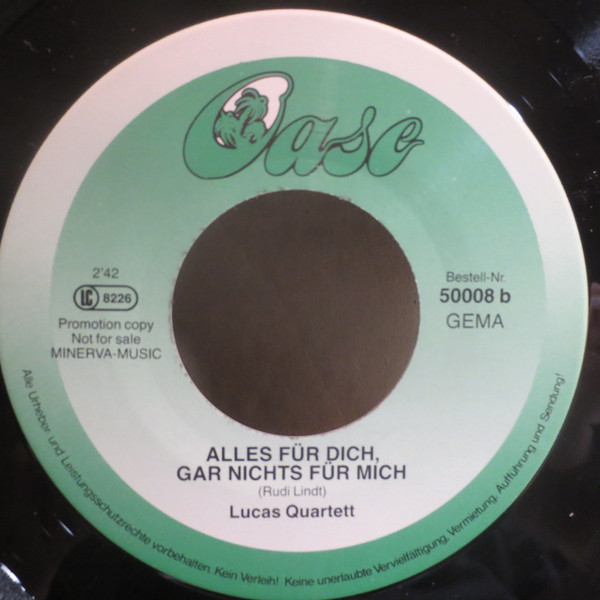 Oase
2'42
LC 8226
Promotion copy
Not for sale
MINERVA-MUSIC
Bestell-Nr.
50008 b
GEMA
ALLES FÜR DICH,
GAR NICHTS FÜR MICH
(Rudi Lindt)
Lucas Quartett
Alle Urheber- und Leistungsschutzrechte vorbehalten. Kein Verleih! Keine unerlaubte Vervielfältigung, Vermietung, Aufführung und Sendung!